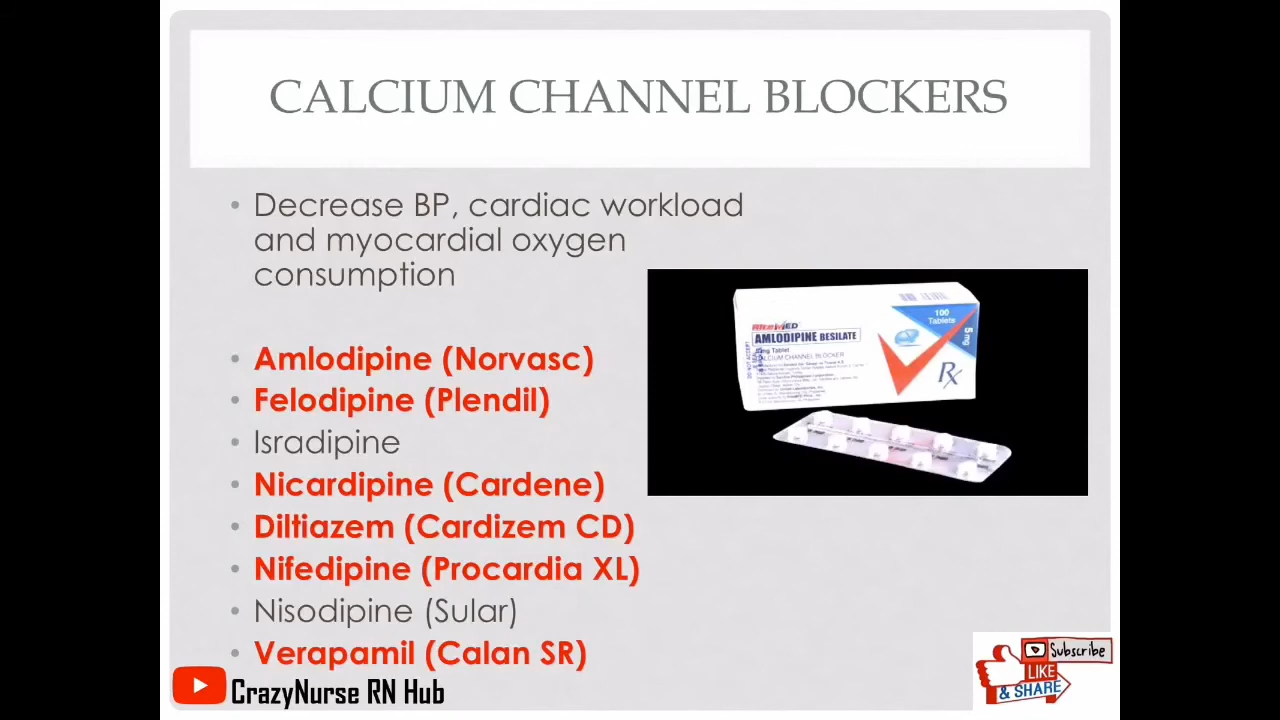 CALCIUM CHANNEL BLOCKERS
• Decrease BP, cardiac workload
and myocardial oxygen
consumption
• Amlodipine (Norvasc)
• Felodipine (Plendil)
• Isradipine
• Nicardipine (Cardene)
• Diltiazem (Cardizem CD)
• Nifedipine (Procardia XL)
• Nisodipine (Sular)
• Verapamil (Calan SR)
RiteMED
AMLODIPINE BESILATE
Tablet
CALCIUM CHANNEL BLOCKER
100
Tablets
5 mg
Rx
CrazyNurse RN Hub
Subscribe
LIKE
& SHARE